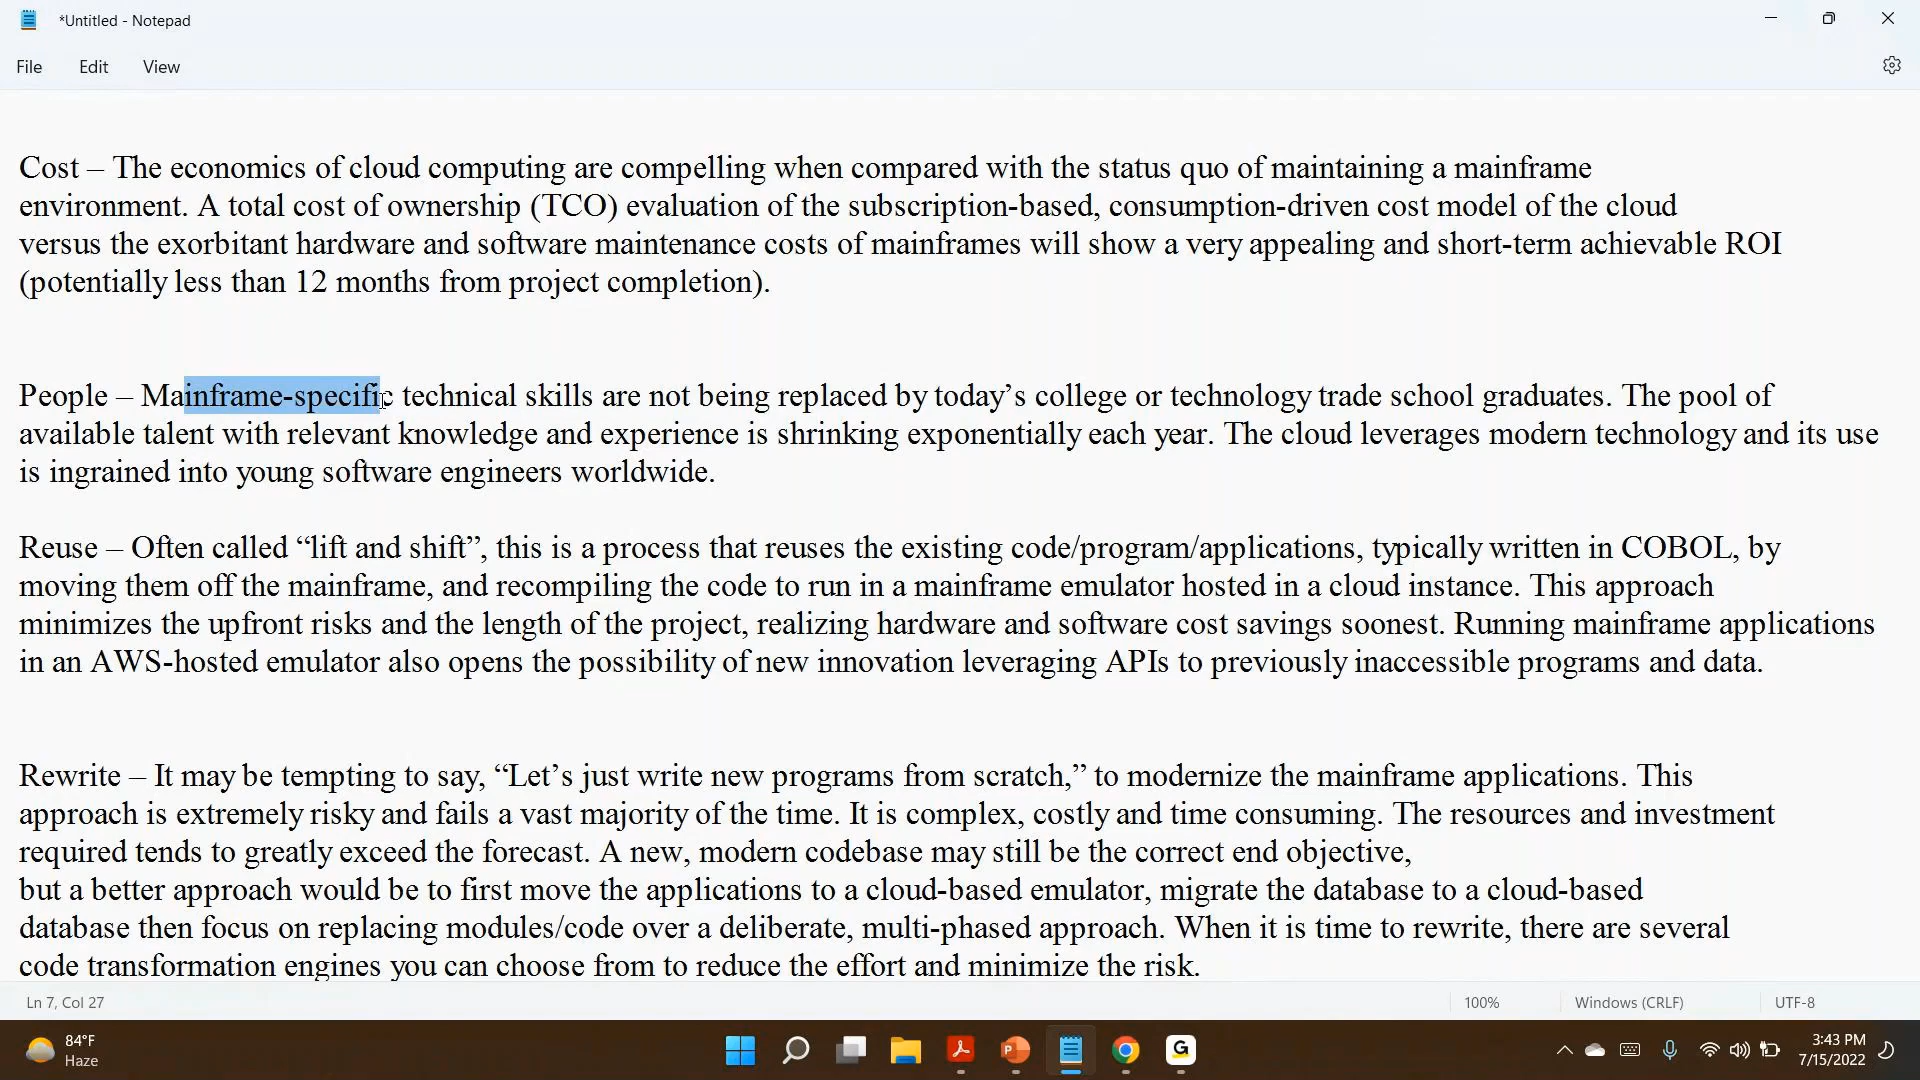 *Untitled - Notepad
File Edit View
Cost – The economics of cloud computing are compelling when compared with the status quo of maintaining a mainframe
environment. A total cost of ownership (TCO) evaluation of the subscription-based, consumption-driven cost model of the cloud
versus the exorbitant hardware and software maintenance costs of mainframes will show a very appealing and short-term achievable ROI
(potentially less than 12 months from project completion).
People – Mainframe-specific technical skills are not being replaced by today’s college or technology trade school graduates. The pool of
available talent with relevant knowledge and experience is shrinking exponentially each year. The cloud leverages modern technology and its use
is ingrained into young software engineers worldwide.
Reuse – Often called “lift and shift”, this is a process that reuses the existing code/program/applications, typically written in COBOL, by
moving them off the mainframe, and recompiling the code to run in a mainframe emulator hosted in a cloud instance. This approach
minimizes the upfront risks and the length of the project, realizing hardware and software cost savings soonest. Running mainframe applications
in an AWS-hosted emulator also opens the possibility of new innovation leveraging APIs to previously inaccessible programs and data.
Rewrite – It may be tempting to say, “Let’s just write new programs from scratch,” to modernize the mainframe applications. This
approach is extremely risky and fails a vast majority of the time. It is complex, costly and time consuming. The resources and investment
required tends to greatly exceed the forecast. A new, modern codebase may still be the correct end objective,
but a better approach would be to first move the applications to a cloud-based emulator, migrate the database to a cloud-based
database then focus on replacing modules/code over a deliberate, multi-phased approach. When it is time to rewrite, there are several
code transformation engines you can choose from to reduce the effort and minimize the risk.
Ln 7, Col 27 100% Windows (CRLF) UTF-8
84°F
Haze
P
G
3:43 PM
7/15/2022